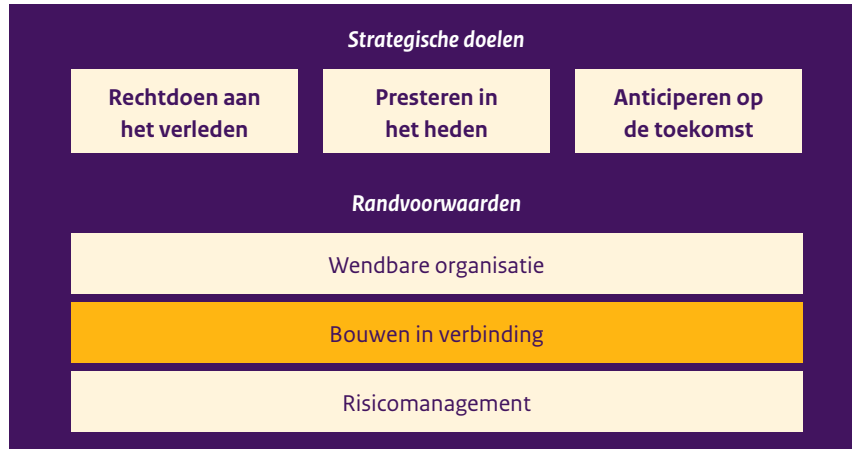 Strategische doelen
Rechtdoen aan
het verleden
Presteren in
het heden
Anticiperen op
de toekomst
Randvoorwaarden
Wendbare organisatie
Bouwen in verbinding
Risicomanagement